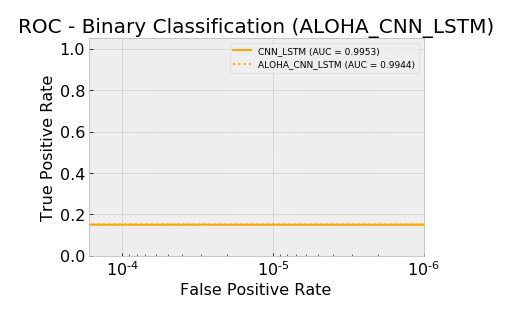 ROC - Binary Classification (ALOHA_CNN_LSTM)
CNN_LSTM (AUC = 0.9953)
ALOHA_CNN_LSTM (AUC = 0.9944)
True Positive Rate
1.0
0.8
0.6
0.4
0.2
0.0
10^-4
10^-5
10^-6
False Positive Rate